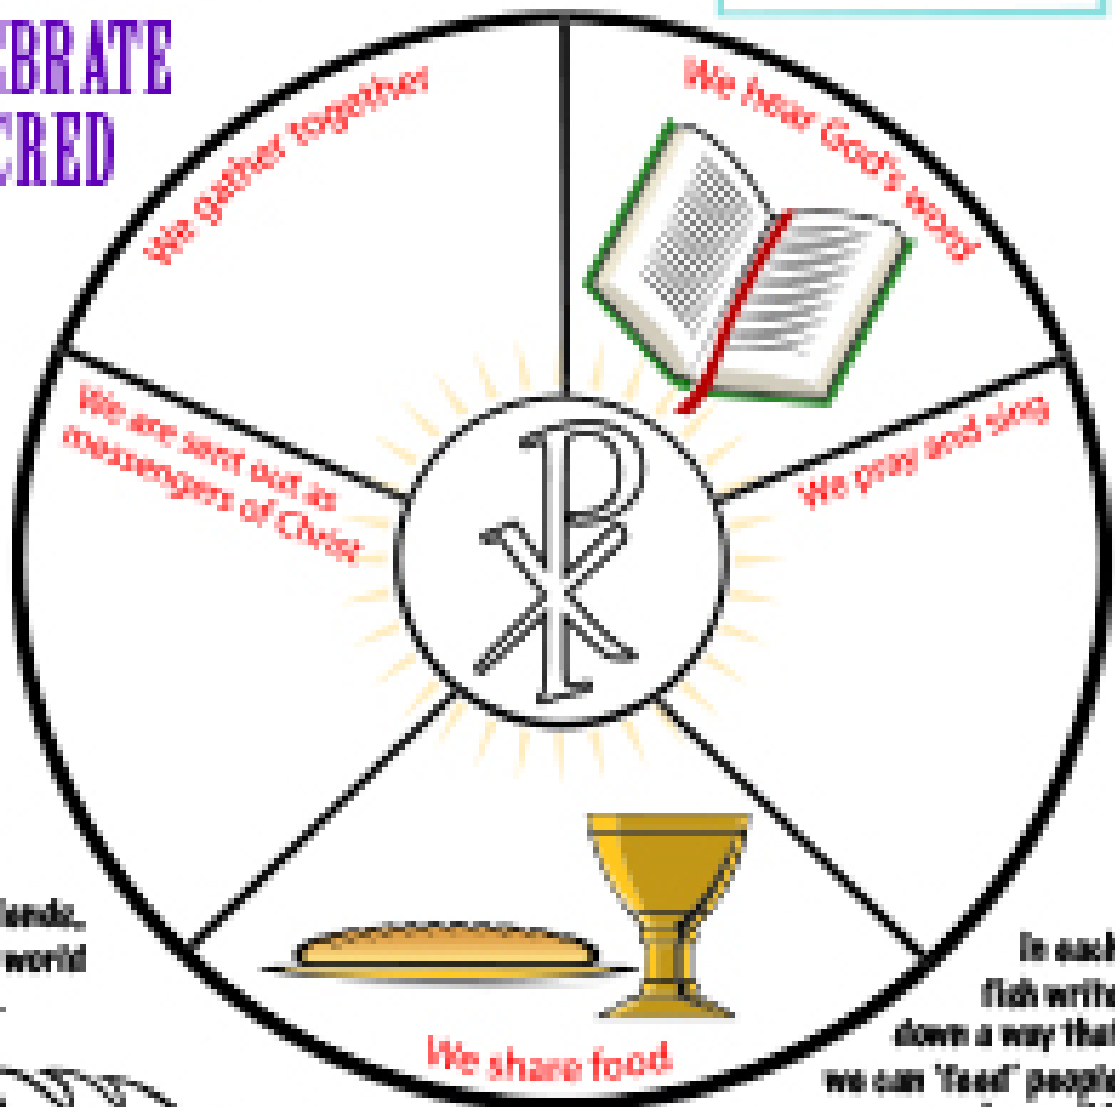 EBRATE
CRED
We gather together
We hear God's word
We are sent out as
messengers of Christ
We pray and sing
We share food
world
in each
fish write
down a way that
we can "feed" people